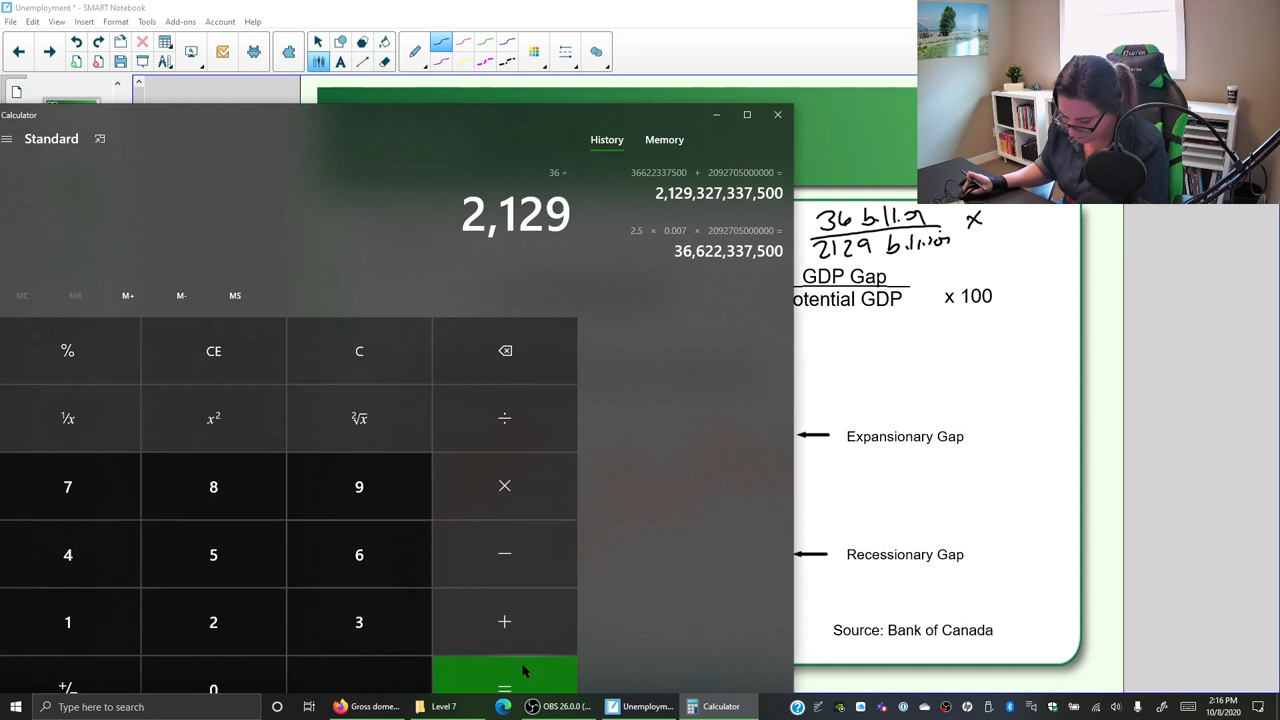 Unemployment * - SMART Notebook
File Edit View Insert Format Tools Add-ons Account Help
Calculator
Standard
History Memory
36 ÷
2,129
36622337500 + 2092705000000 =
2,129,327,337,500
2.5 × 0.007 × 2092705000000 =
36,622,337,500
MC MR M+ M- MS
% CE C
1/x x² ²√x ÷
7 8 9 ×
4 5 6 −
1 2 3 +
+/- 0 =
36 billion x
2129 billion
GDP Gap
otential GDP x 100
Expansionary Gap
Recessionary Gap
Source: Bank of Canada
Type here to search
Gross dome...
Level 7
OBS 26.0.0 (...
Unemploym...
Calculator
2:16 PM
10/8/2020